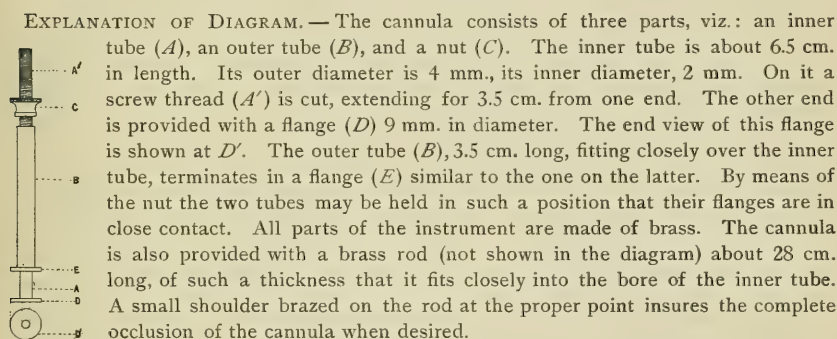 EXPLANATION OF DIAGRAM. — The cannula consists of three parts, viz.: an inner
tube (A), an outer tube (B), and a nut (C). The inner tube is about 6.5 cm.
in length. Its outer diameter is 4 mm., its inner diameter, 2 mm. On it a
screw thread (A′) is cut, extending for 3.5 cm. from one end. The other end
is provided with a flange (D) 9 mm. in diameter. The end view of this flange
is shown at D′. The outer tube (B), 3.5 cm. long, fitting closely over the inner
tube, terminates in a flange (E) similar to the one on the latter. By means of
the nut the two tubes may be held in such a position that their flanges are in
close contact. All parts of the instrument are made of brass. The cannula
is also provided with a brass rod (not shown in the diagram) about 28 cm.
long, of such a thickness that it fits closely into the bore of the inner tube.
A small shoulder brazed on the rod at the proper point insures the complete
occlusion of the cannula when desired.
A′
C
B
E
A
D
D′